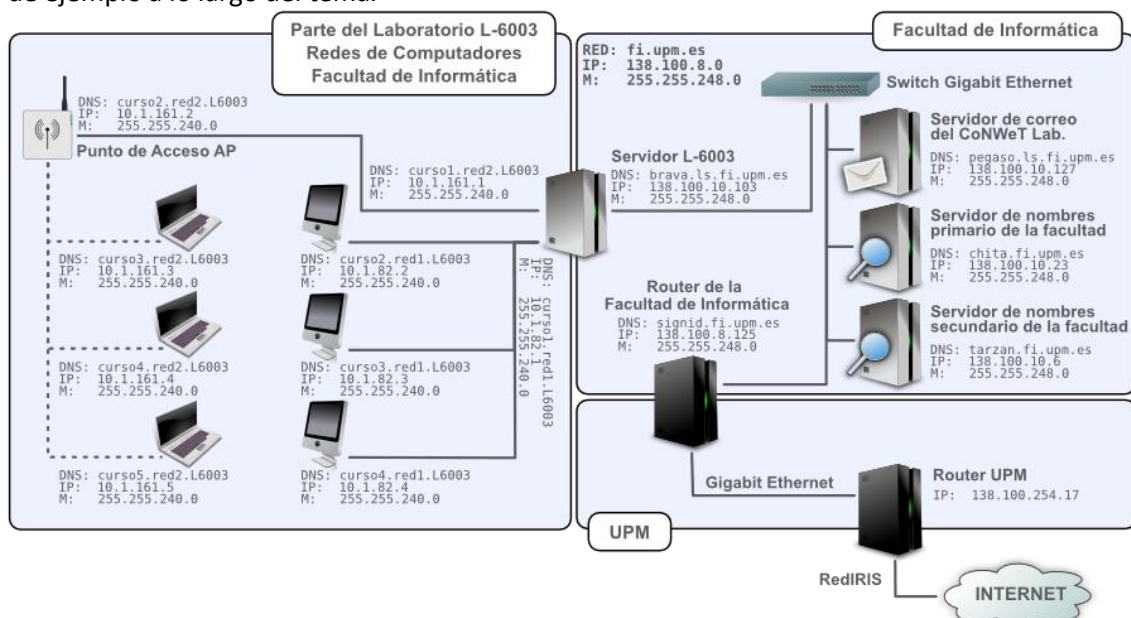 de ejemplo a lo largo del tema.
Parte del Laboratorio L-6003
Redes de Computadores
Facultad de Informática
DNS: curso2.red2.L6003
IP: 10.1.161.2
M: 255.255.240.0
Punto de Acceso AP
DNS: curso1.red2.L6003
IP: 10.1.161.1
M: 255.255.240.0
DNS: curso3.red2.L6003
IP: 10.1.161.3
M: 255.255.240.0
DNS: curso2.red1.L6003
IP: 10.1.82.2
M: 255.255.240.0
DNS: curso4.red2.L6003
IP: 10.1.161.4
M: 255.255.240.0
DNS: curso3.red1.L6003
IP: 10.1.82.3
M: 255.255.240.0
DNS: curso5.red2.L6003
IP: 10.1.161.5
M: 255.255.240.0
DNS: curso4.red1.L6003
IP: 10.1.82.4
M: 255.255.240.0
DNS: curso1.red1.L6003
IP: 10.1.82.1
M: 255.255.240.0
Servidor L-6003
DNS: brava.ls.fi.upm.es
IP: 138.100.10.103
M: 255.255.248.0
Facultad de Informática
RED: fi.upm.es
IP: 138.100.8.0
M: 255.255.248.0
Switch Gigabit Ethernet
Servidor de correo
del CoNWeT Lab.
DNS: pegaso.ls.fi.upm.es
IP: 138.100.10.127
M: 255.255.248.0
Servidor de nombres
primario de la facultad
DNS: chita.fi.upm.es
IP: 138.100.10.23
M: 255.255.248.0
Router de la
Facultad de Informática
DNS: signid.fi.upm.es
IP: 138.100.8.125
M: 255.255.248.0
Servidor de nombres
secundario de la facultad
DNS: tarzan.fi.upm.es
IP: 138.100.10.6
M: 255.255.248.0
Gigabit Ethernet
Router UPM
IP: 138.100.254.17
UPM
RedIRIS
INTERNET